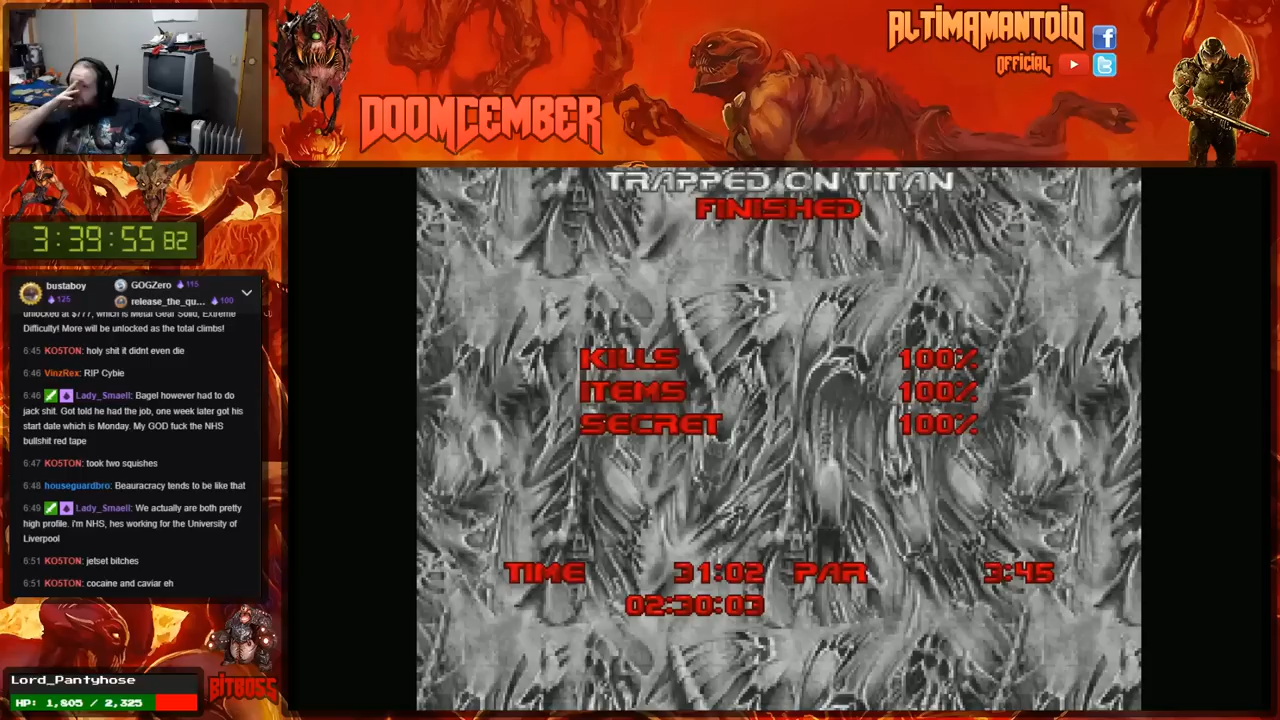 ALTIMAMANTOID
OFFICIAL
DOOMCEMBER
TRAPPED ON TITAN
FINISHED
3:39:55 82
bustaboy
125
GOGZero 115
release_the_qu... 100
unlocked at $777, which is Metal Gear Solid, Extreme
Difficulty! More will be unlocked as the total climbs!
6:45 KO5TON: holy shit it didnt even die
6:46 VinzRex: RIP Cybie
6:46 Lady_Smaell: Bagel however had to do
jack shit. Got told he had the job, one week later got his
start date which is Monday. My GOD fuck the NHS
bullshit red tape
6:47 KO5TON: took two squishes
6:48 houseguardbro: Beauracracy tends to be like that
6:49 Lady_Smaell: We actually are both pretty
high profile. i'm NHS, hes working for the University of
Liverpool
6:51 KO5TON: jetset bitches
6:51 KO5TON: cocaine and caviar eh
KILLS 100%
ITEMS 100%
SECRET 100%
TIME 31:02 PAR 3:45
02:30:03
Lord_Pantyhose
HP: 1,805 / 2,325
BITBOSS